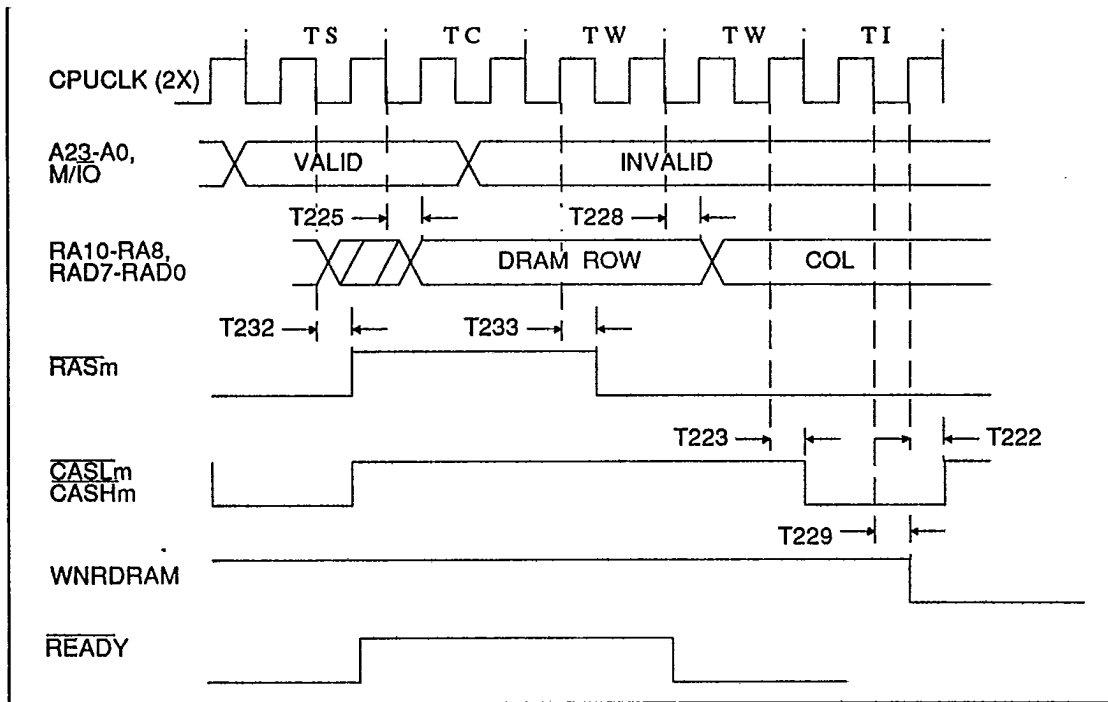 TS TC TW TW TI
CPUCLK (2X)
A23-A0,
M/IO
VALID INVALID
T225 T228
RA10-RA8,
RAD7-RAD0
DRAM ROW COL
T232 T233
RASm
T223 T222
CASLm
CASHm
T229
WNRDRAM
READY